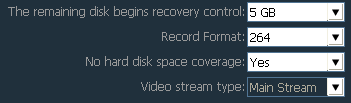 The remaining disk begins recovery control: 5 GB
Record Format: 264
No hard disk space coverage: Yes
Video stream type: Main Stream